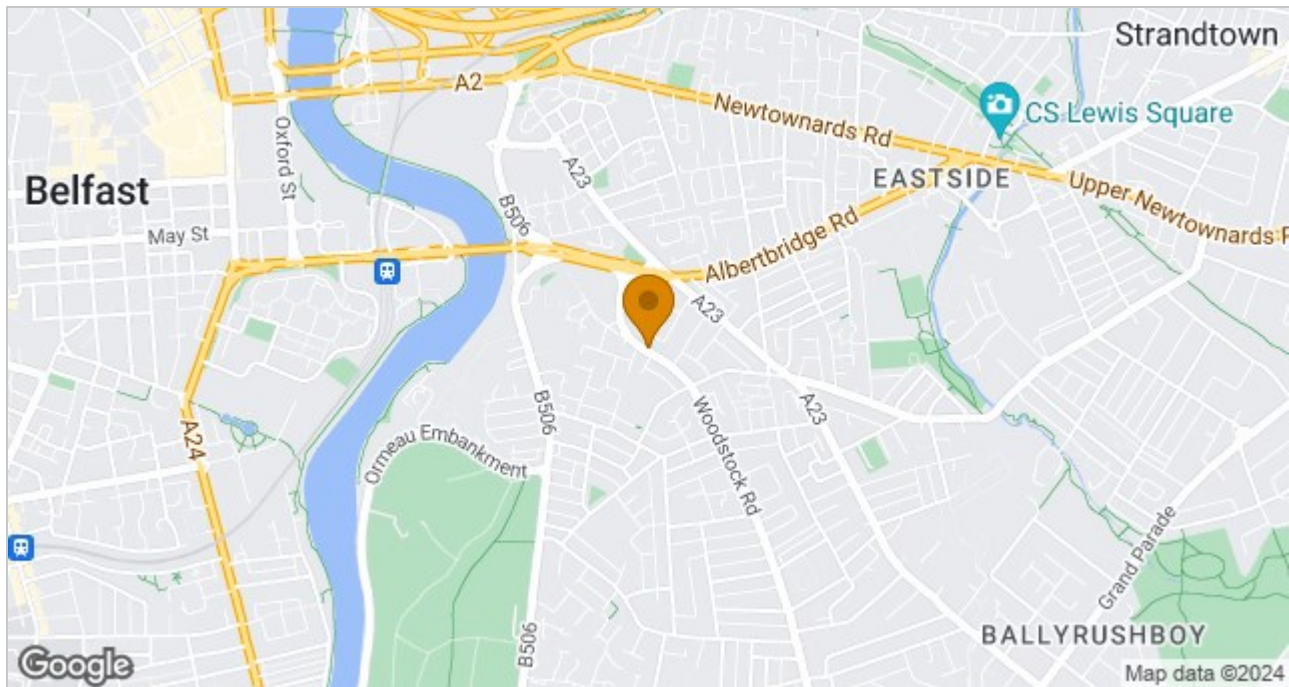 Strandtown
A2
Newtownards Rd
CS Lewis Square
Oxford St
A23
EASTSIDE
Belfast
B506
Upper Newtownards R
May St
Albertbridge Rd
A23
B506
A23
Woodstock Rd
A24
Ormeau Embankment
Grand Parade
B506
BALLYRUSHBOY
Google
Map data ©2024